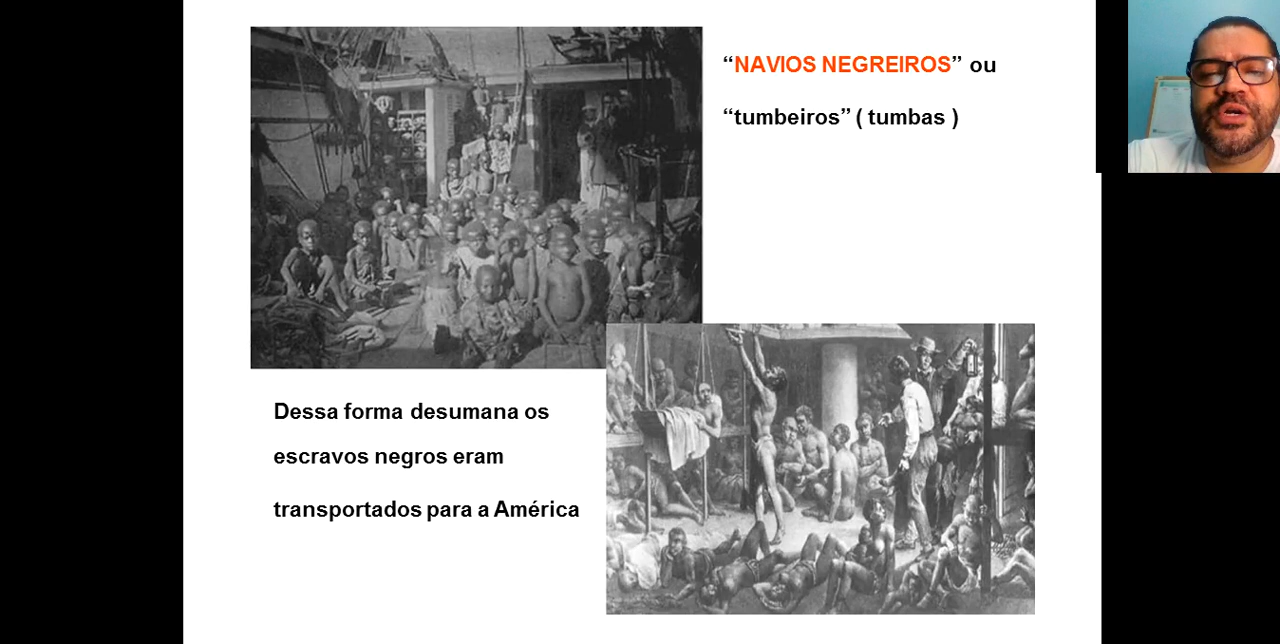 “NAVIOS NEGREIROS” ou
“tumbeiros” ( tumbas )
Dessa forma desumana os
escravos negros eram
transportados para a América